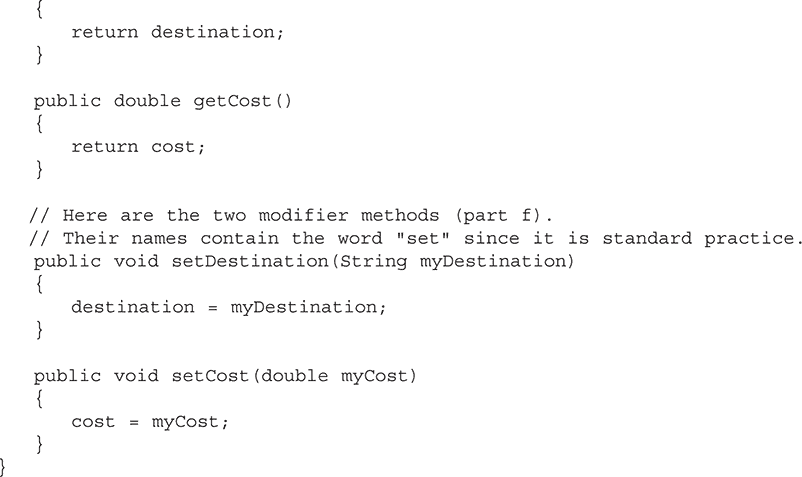 {
return destination;
}
public double getCost()
{
return cost;
}
// Here are the two modifier methods (part f).
// Their names contain the word "set" since it is standard practice.
public void setDestination(String myDestination)
{
destination = myDestination;
}
public void setCost(double myCost)
{
cost = myCost;
}
}